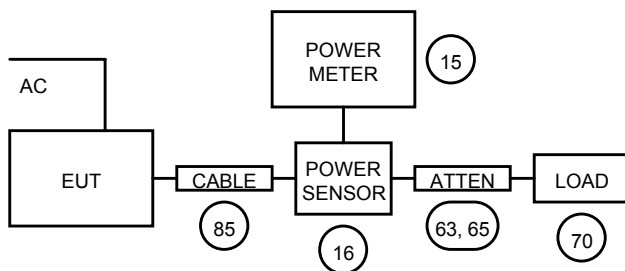 POWER
METER
15
AC
EUT
CABLE
POWER
SENSOR
ATTEN
LOAD
85
16
63, 65
70